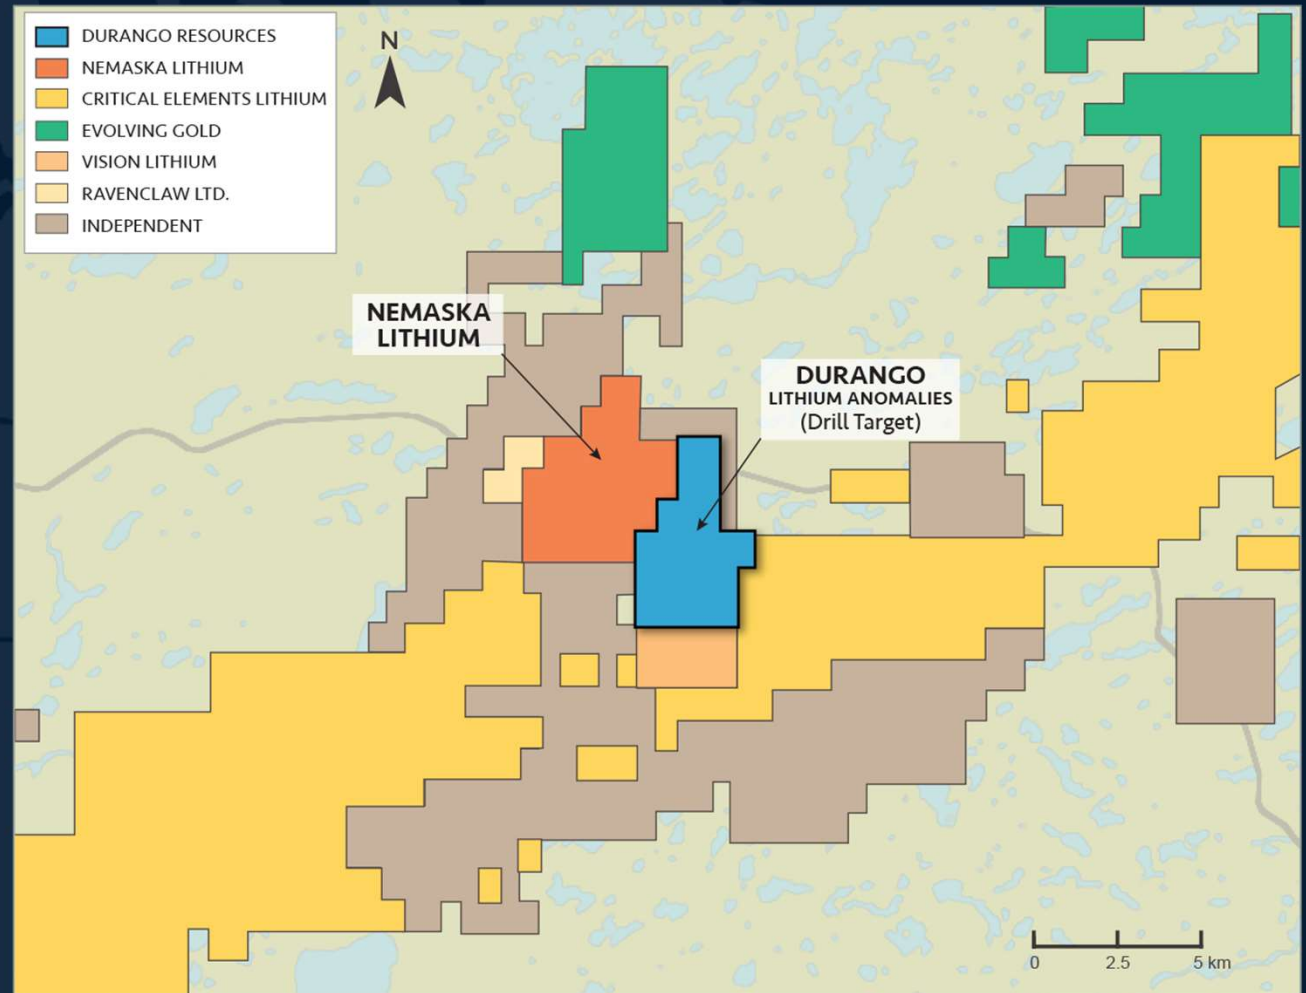 DURANGO RESOURCES
NEMASKA LITHIUM
CRITICAL ELEMENTS LITHIUM
EVOLVING GOLD
VISION LITHIUM
RAVENCLAW LTD.
INDEPENDENT
N
NEMASKA
LITHIUM
DURANGO
LITHIUM ANOMALIES
(Drill Target)
0 2.5 5 km